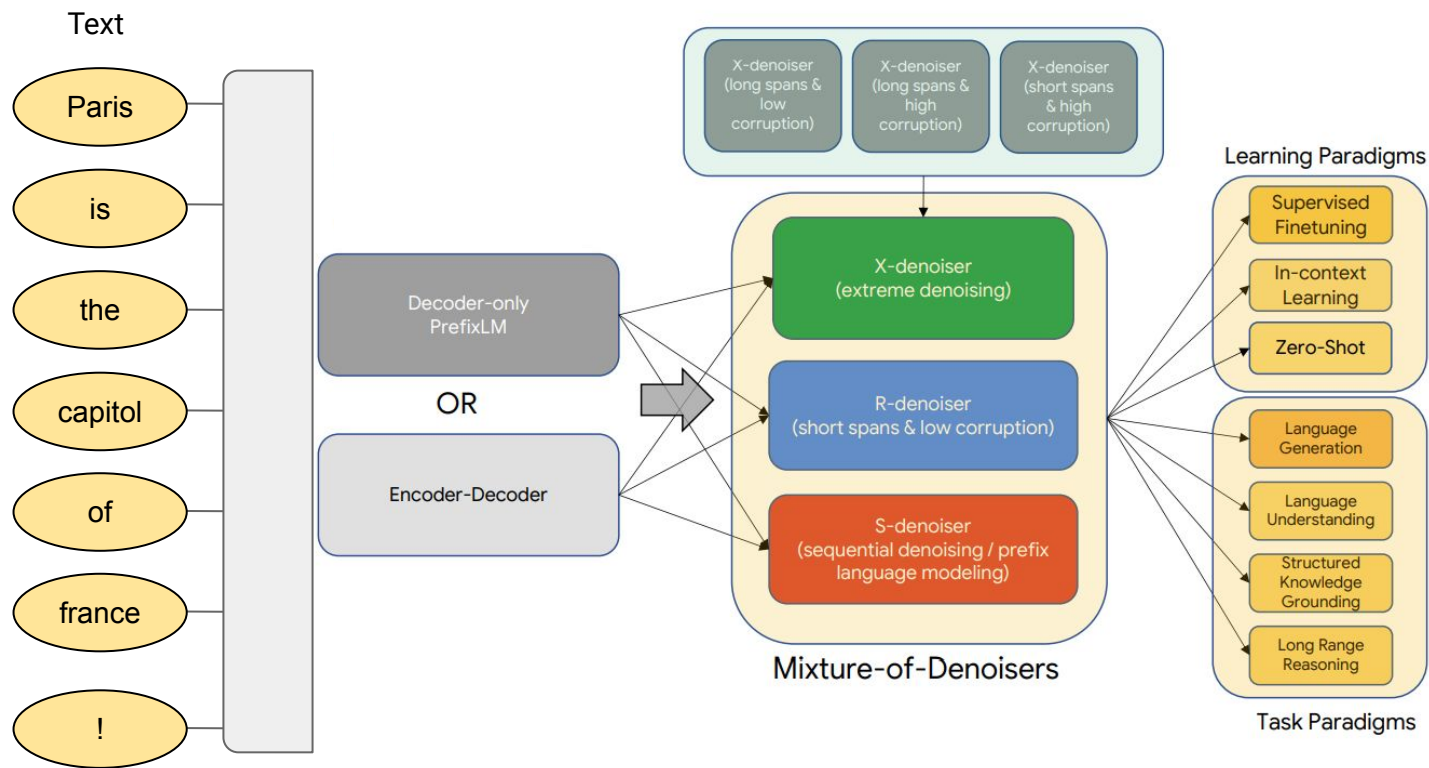 Text
Paris
is
the
capitol
of
france
!
Decoder-only
PrefixLM
OR
Encoder-Decoder
X-denoiser
(long spans &
low
corruption)
X-denoiser
(long spans &
high
corruption)
X-denoiser
(short spans
& high
corruption)
X-denoiser
(extreme denoising)
R-denoiser
(short spans & low corruption)
S-denoiser
(sequential denoising / prefix
language modeling)
Mixture-of-Denoisers
Learning Paradigms
Supervised
Finetuning
In-context
Learning
Zero-Shot
Language
Generation
Language
Understanding
Structured
Knowledge
Grounding
Long Range
Reasoning
Task Paradigms